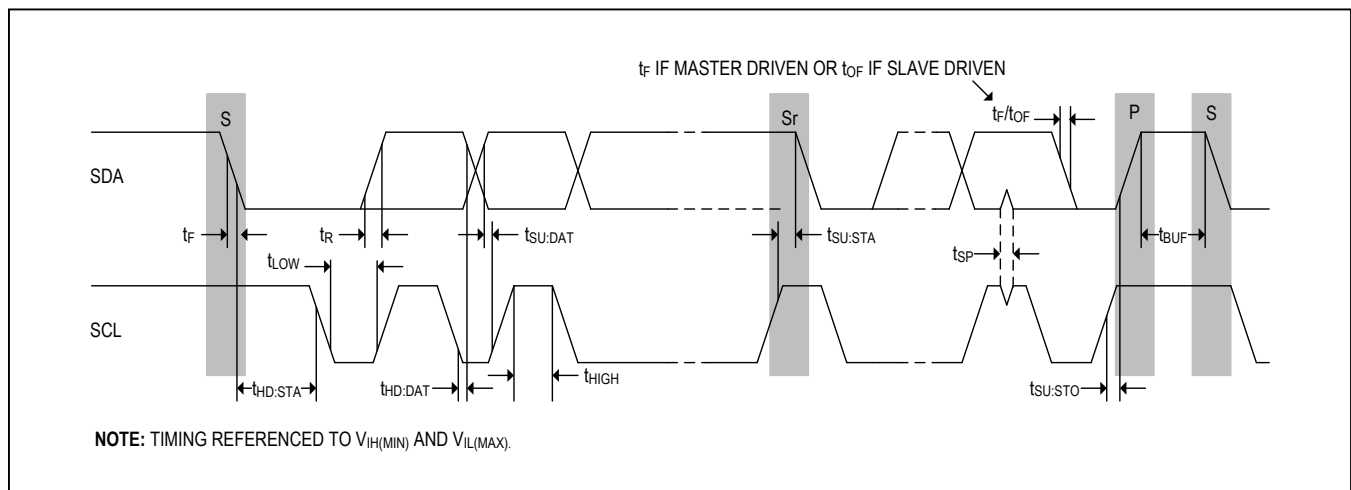 tF IF MASTER DRIVEN OR tOF IF SLAVE DRIVEN
S
Sr
tF/tOF
P
S
SDA
tF
tR
tSU:DAT
tSU:STA
tBUF
tLOW
tSP
SCL
tHD:STA
tHD:DAT
tHIGH
tSU:STO
NOTE: TIMING REFERENCED TO VIH(MIN) AND VIL(MAX).